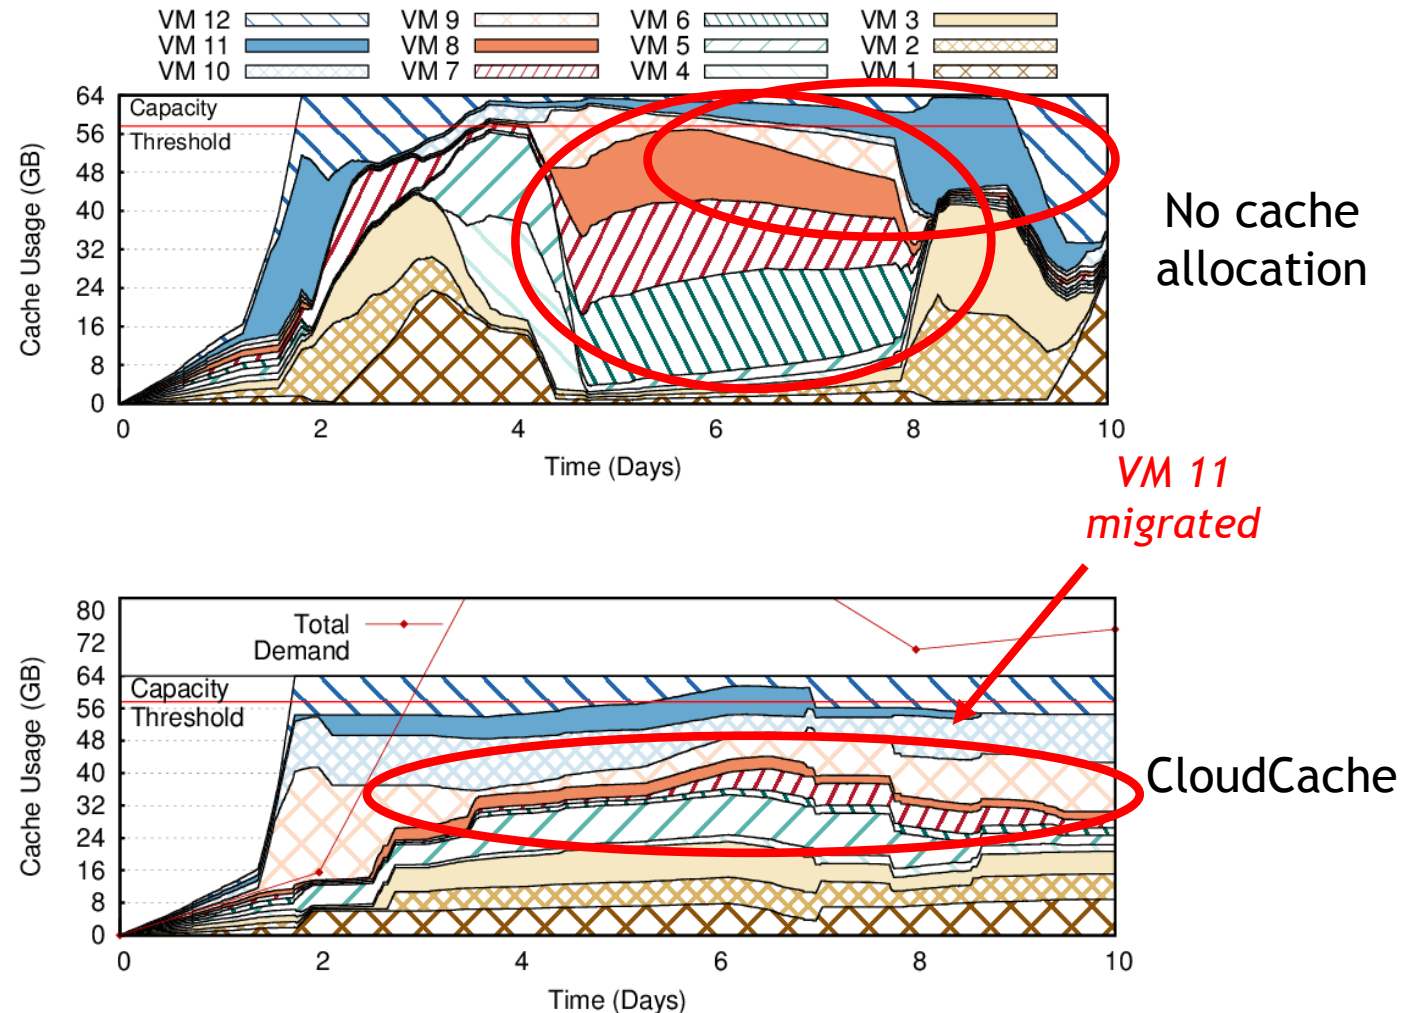 VM 12 VM 9 VM 6 VM 3
VM 11 VM 8 VM 5 VM 2
VM 10 VM 7 VM 4 VM 1
64
56
48
40
32
24
16
8
0
Cache Usage (GB)
Capacity
Threshold
0 2 4 6 8 10
Time (Days)
No cache
allocation
VM 11
migrated
80
72
64
56
48
40
32
24
16
8
0
Cache Usage (GB)
Total
Demand
Capacity
Threshold
0 2 4 6 8 10
Time (Days)
CloudCache